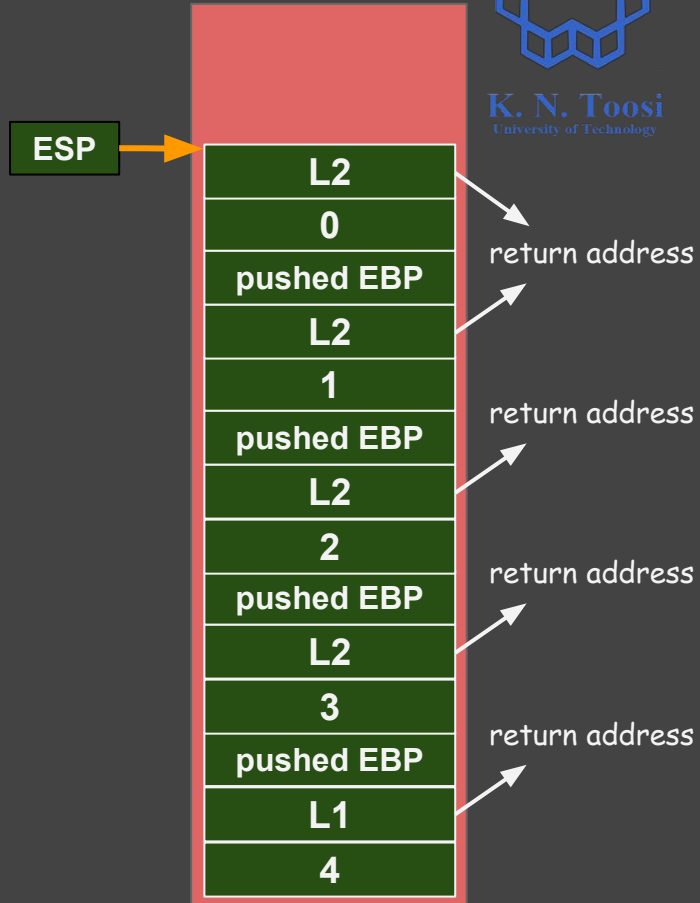 K. N. Toosi
University of Technology
ESP
L2
0
return address
pushed EBP
L2
1
return address
pushed EBP
L2
2
return address
pushed EBP
L2
3
return address
pushed EBP
L1
4